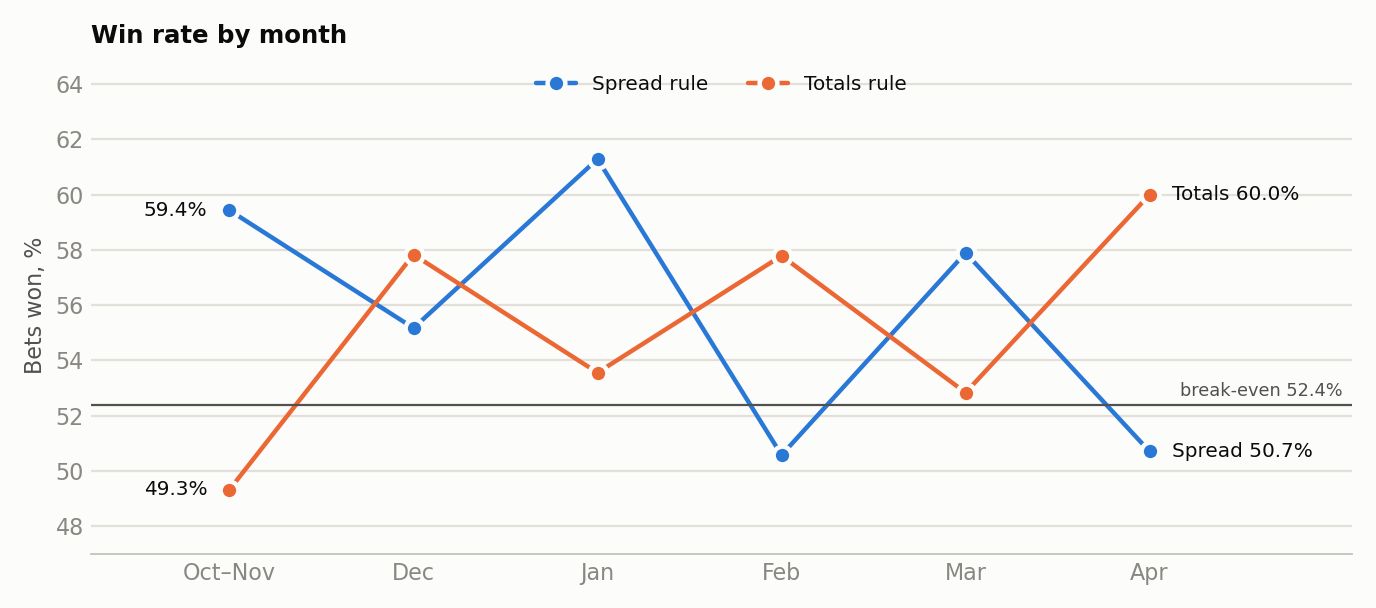 Win rate by month
Spread rule Totals rule
64
62
60
58
56
54
52
50
48
Bets won, %
59.4%
49.3%
Totals 60.0%
break-even 52.4%
Spread 50.7%
Oct–Nov Dec Jan Feb Mar Apr